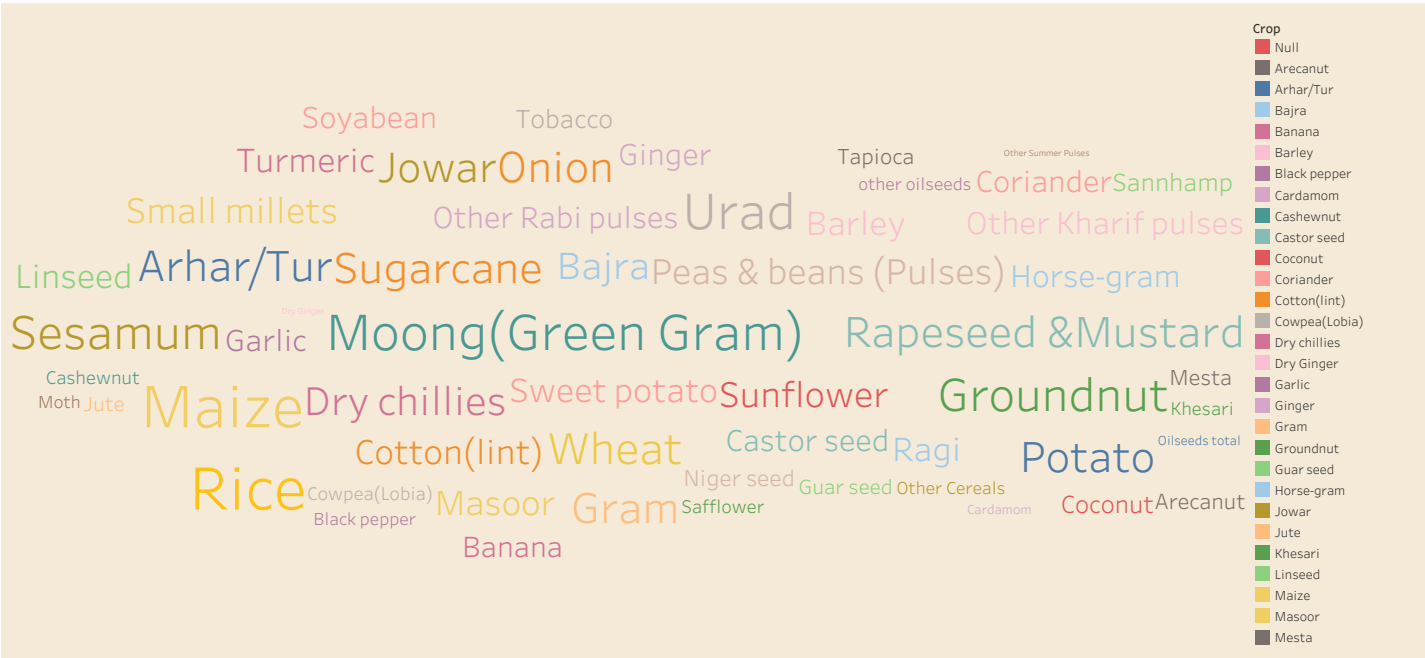 Soyabean Tobacco
Turmeric Jowar Onion Ginger Tapioca Other Summer Pulses
other oilseeds Coriander Sannhamp
Small millets Other Rabi pulses Urad Barley Other Kharif pulses
Linseed Arhar/Tur Sugarcane Bajra Peas & beans (Pulses) Horse-gram
Dry Ginger
Sesamum Garlic Moong(Green Gram) Rapeseed &Mustard
Cashewnut Mesta
Moth Jute Maize Dry chillies Sweet potato Sunflower Groundnut Khesari
Cotton(lint) Wheat Castor seed Ragi Potato Oilseeds total
Rice Cowpea(Lobia) Masoor Gram Niger seed Guar seed Other Cereals
Black pepper Safflower Cardamom Coconut Arecanut
Banana
Crop
Null
Arecanut
Arhar/Tur
Bajra
Banana
Barley
Black pepper
Cardamom
Cashewnut
Castor seed
Coconut
Coriander
Cotton(lint)
Cowpea(Lobia)
Dry chillies
Dry Ginger
Garlic
Ginger
Gram
Groundnut
Guar seed
Horse-gram
Jowar
Jute
Khesari
Linseed
Maize
Masoor
Mesta